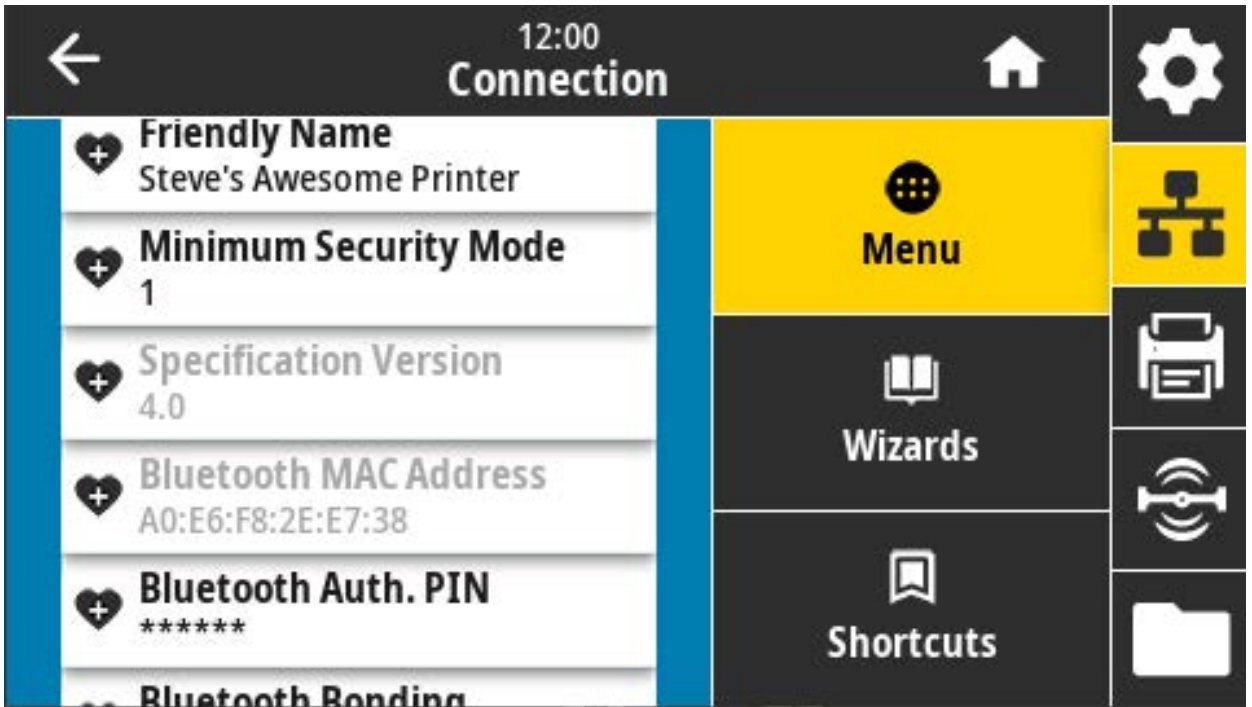 12:00
Connection
Friendly Name
Steve's Awesome Printer
Minimum Security Mode
1
Specification Version
4.0
Bluetooth MAC Address
A0:E6:F8:2E:E7:38
Bluetooth Auth. PIN
******
Bluetooth Bonding
Menu
Wizards
Shortcuts